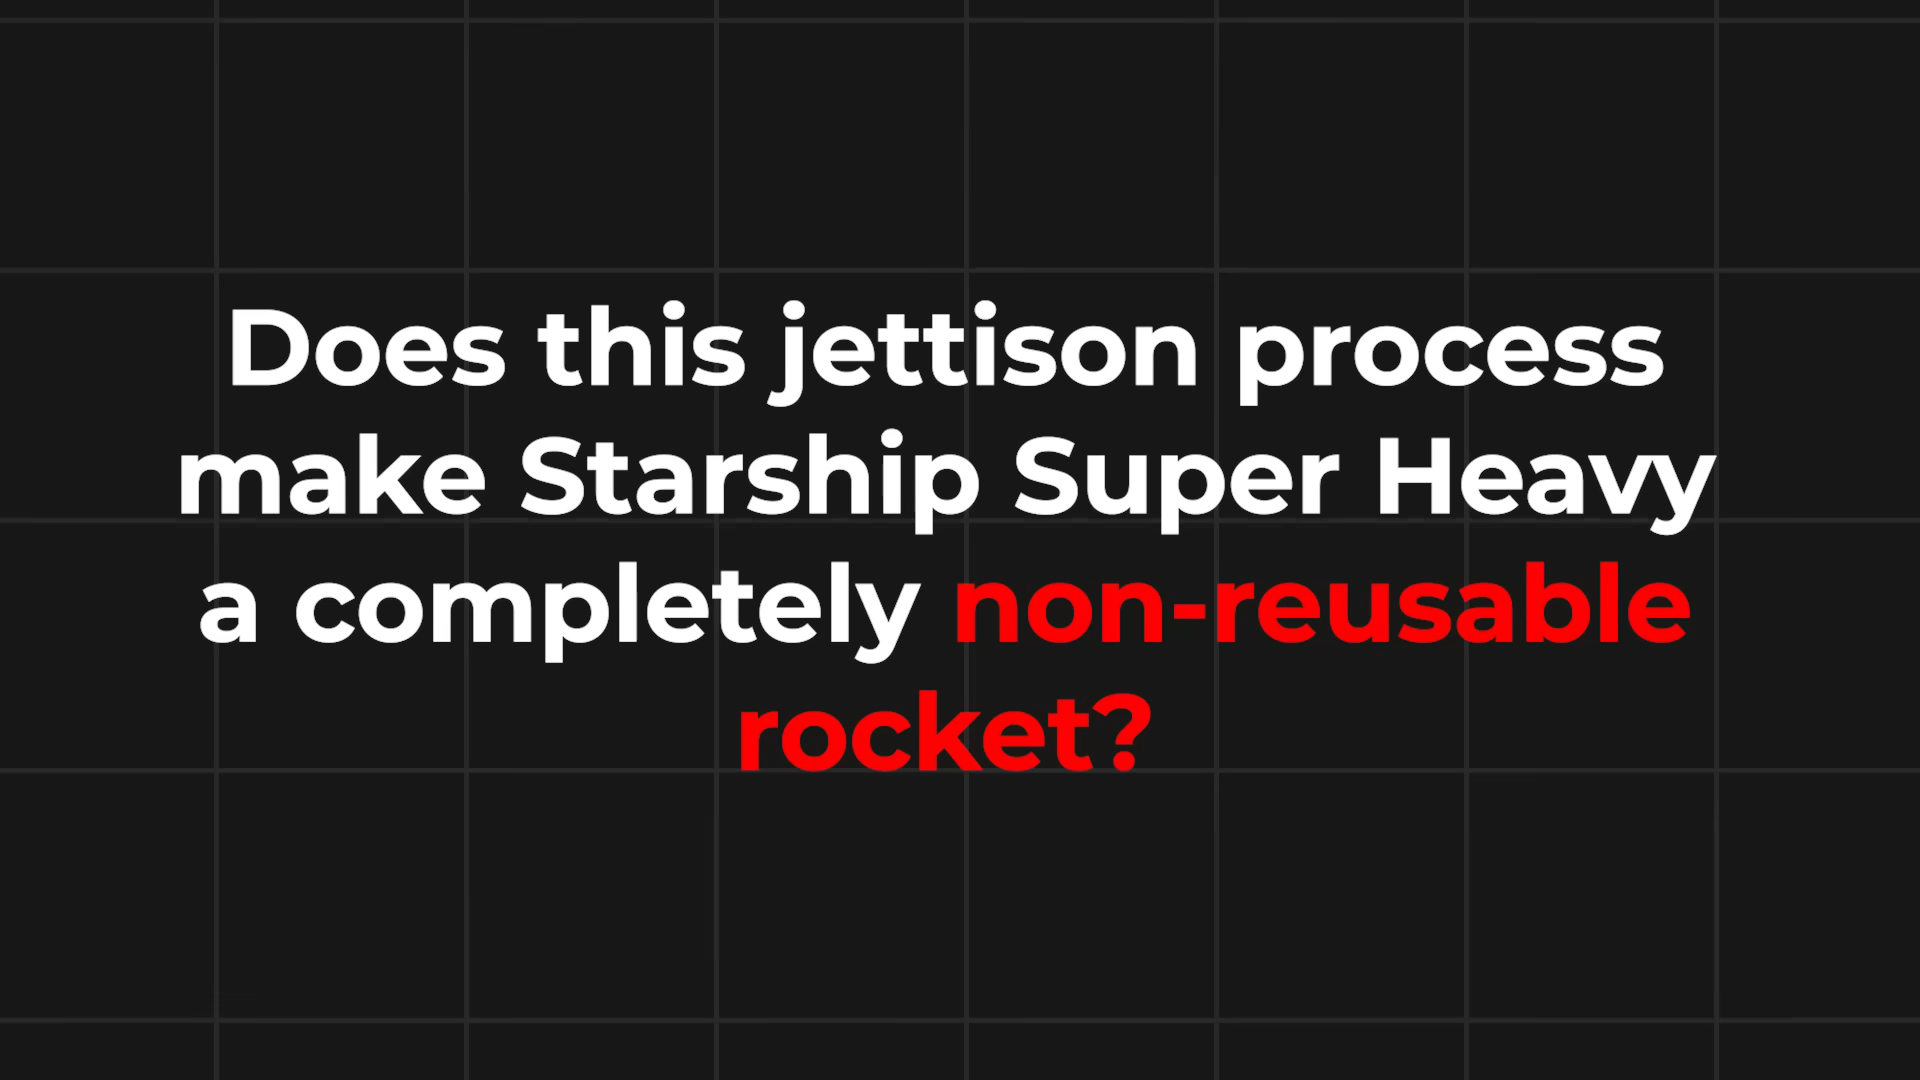 Does this jettison process
make Starship Super Heavy
a completely non-reusable
rocket?